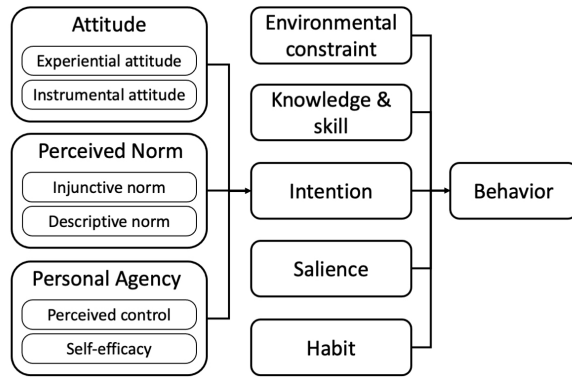 Attitude
Experiential attitude
Instrumental attitude
Perceived Norm
Injunctive norm
Descriptive norm
Personal Agency
Perceived control
Self-efficacy
Environmental
constraint
Knowledge &
skill
Intention
Salience
Habit
Behavior